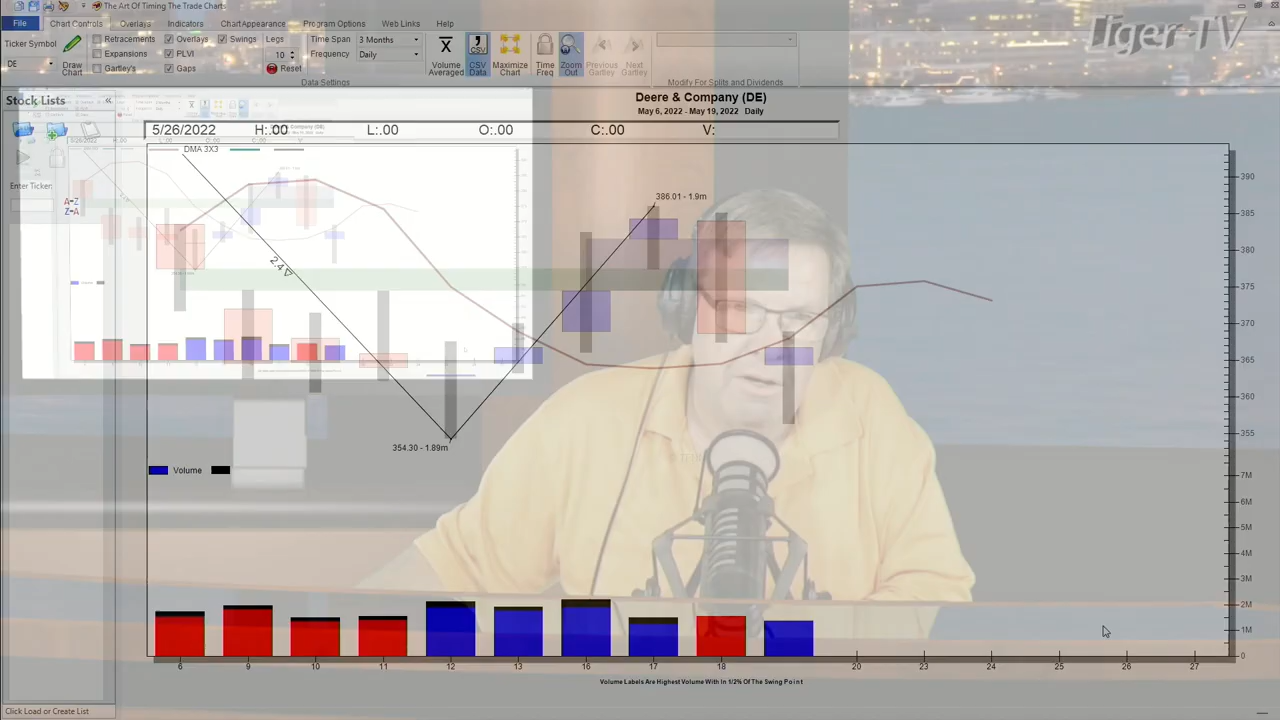 The Art Of Timing The Trade Charts
Tiger-TV
File
Chart Controls
Overlays
Indicators
Chart Appearance
Program Options
Web Links
Help
Ticker Symbol
DE
Draw
Chart
Retracements
Expansions
Gartley's
Overlays
PLVI
Gaps
Swings
Legs
10
Reset
Time Span
3 Months
Frequency
Daily
Data Settings
Volume
Averaged
CSV
CSV
Data
Maximize
Chart
Time
Freq
Zoom
Out
Previous
Gartley
Next
Gartley
Modify For Splits and Dividends
Stock Lists
Enter Ticker:
A-Z
Z-A
Deere & Company (DE)
May 6, 2022 - May 19, 2022 Daily
5/26/2022 H:.00 L:.00 O:.00 C:.00 V:
DMA 3X3
2.4
386.01 - 1.9m
354.30 - 1.89m
390
385
380
375
370
365
360
355
Volume
7M
6M
5M
4M
3M
2M
1M
0
6 9 10 11 12 13 16 17 18 20 23 24 25 26 27
Volume Labels Are Highest Volume With In 1/2% Of The Swing Point
Click Load or Create List